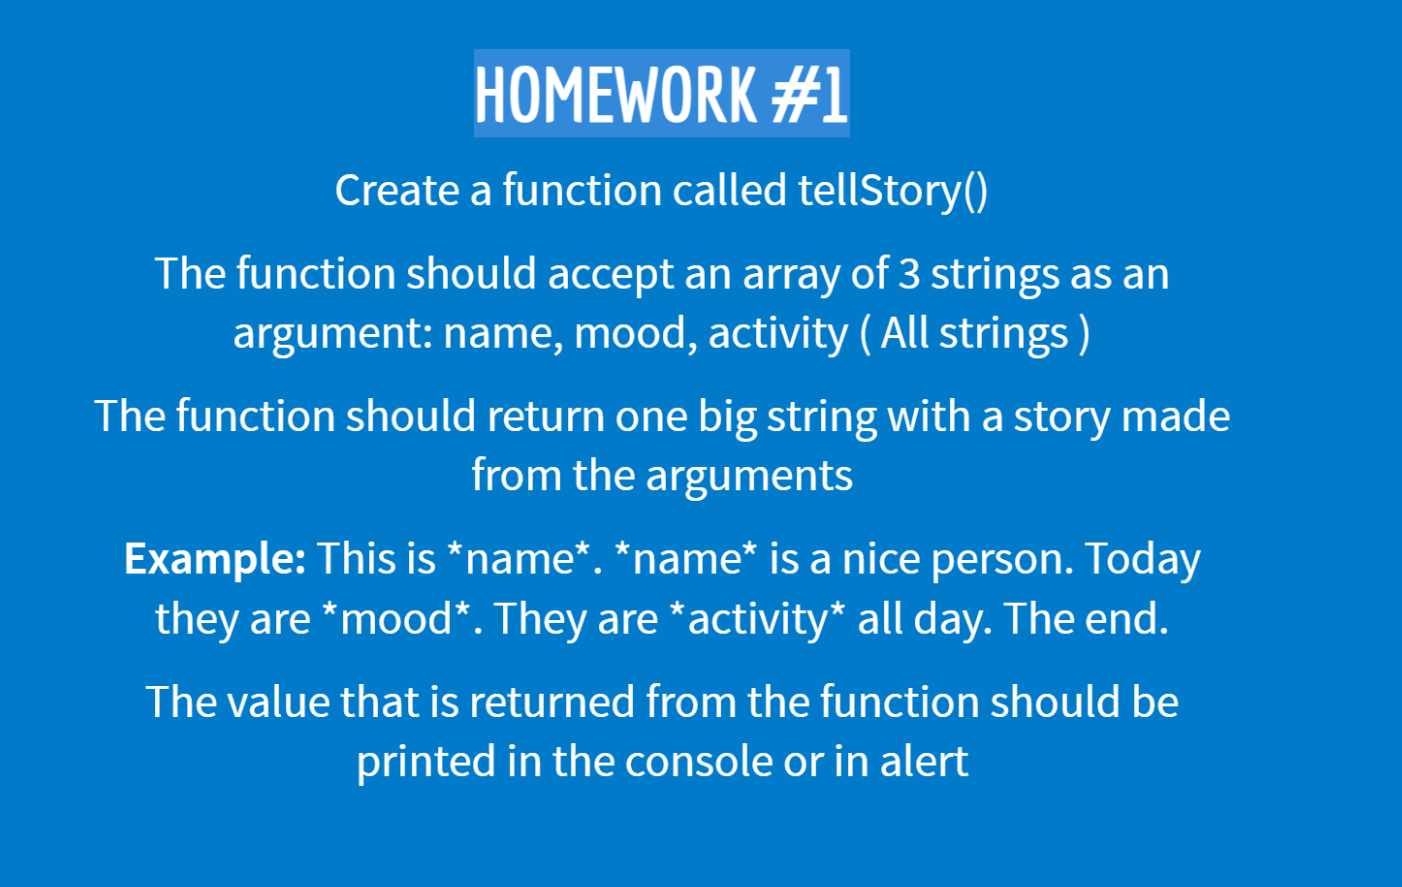 HOMEWORK #1
Create a function called tellStory()
The function should accept an array of 3 strings as an
argument: name, mood, activity ( All strings )
The function should return one big string with a story made
from the arguments
Example: This is *name*. *name* is a nice person. Today
they are *mood*. They are *activity* all day. The end.
The value that is returned from the function should be
printed in the console or in alert